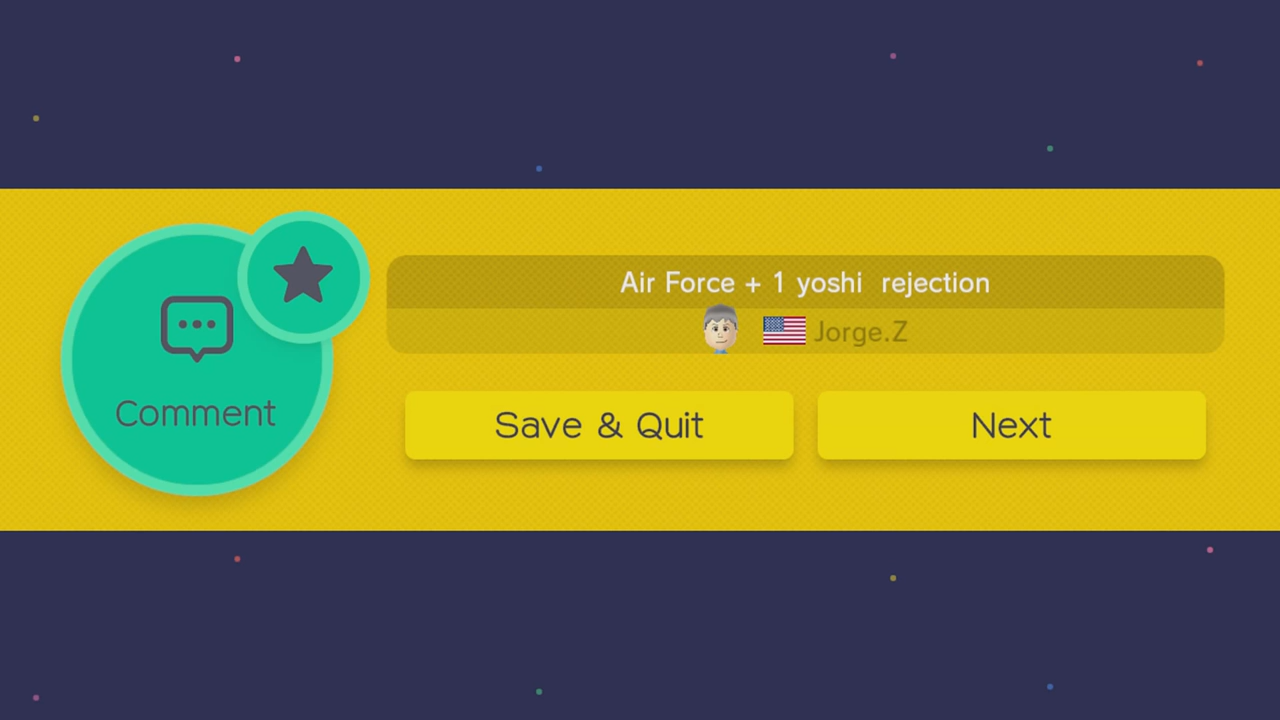 Air Force + 1 yoshi  rejection
Jorge.Z
Comment
Save & Quit
Next